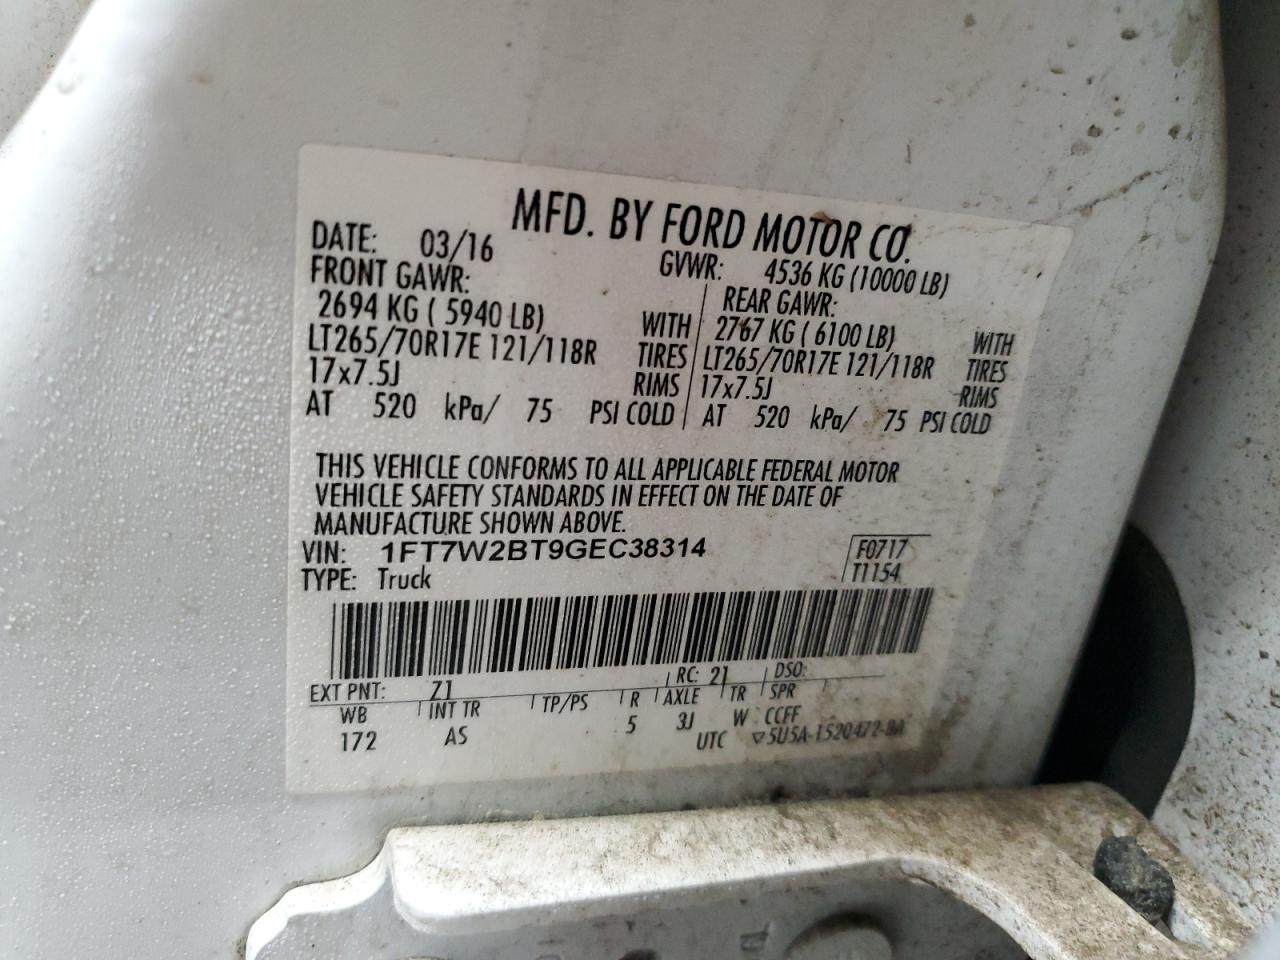 MFD. BY FORD MOTOR CO.
DATE: 03/16 GVWR: 4536 KG (10000 LB)
FRONT GAWR: REAR GAWR:
2694 KG ( 5940 LB) WITH 2767 KG ( 6100 LB) WITH
LT265/70R17E 121/118R TIRES LT265/70R17E 121/118R TIRES
17x7.5J RIMS 17x7.5J RIMS
AT 520 kPa/ 75 PSI COLD AT 520 kPa/ 75 PSI COLD
THIS VEHICLE CONFORMS TO ALL APPLICABLE FEDERAL MOTOR
VEHICLE SAFETY STANDARDS IN EFFECT ON THE DATE OF
MANUFACTURE SHOWN ABOVE.
VIN: 1FT7W2BT9GEC38314 F0717
TYPE: Truck T1154
EXT PNT: Z1 RC: 21 DSO:
WB INT TR TP/PS R AXLE TR SPR
172 AS 5 3J W CCFF
UTC ▽5U5A-1520472-BA